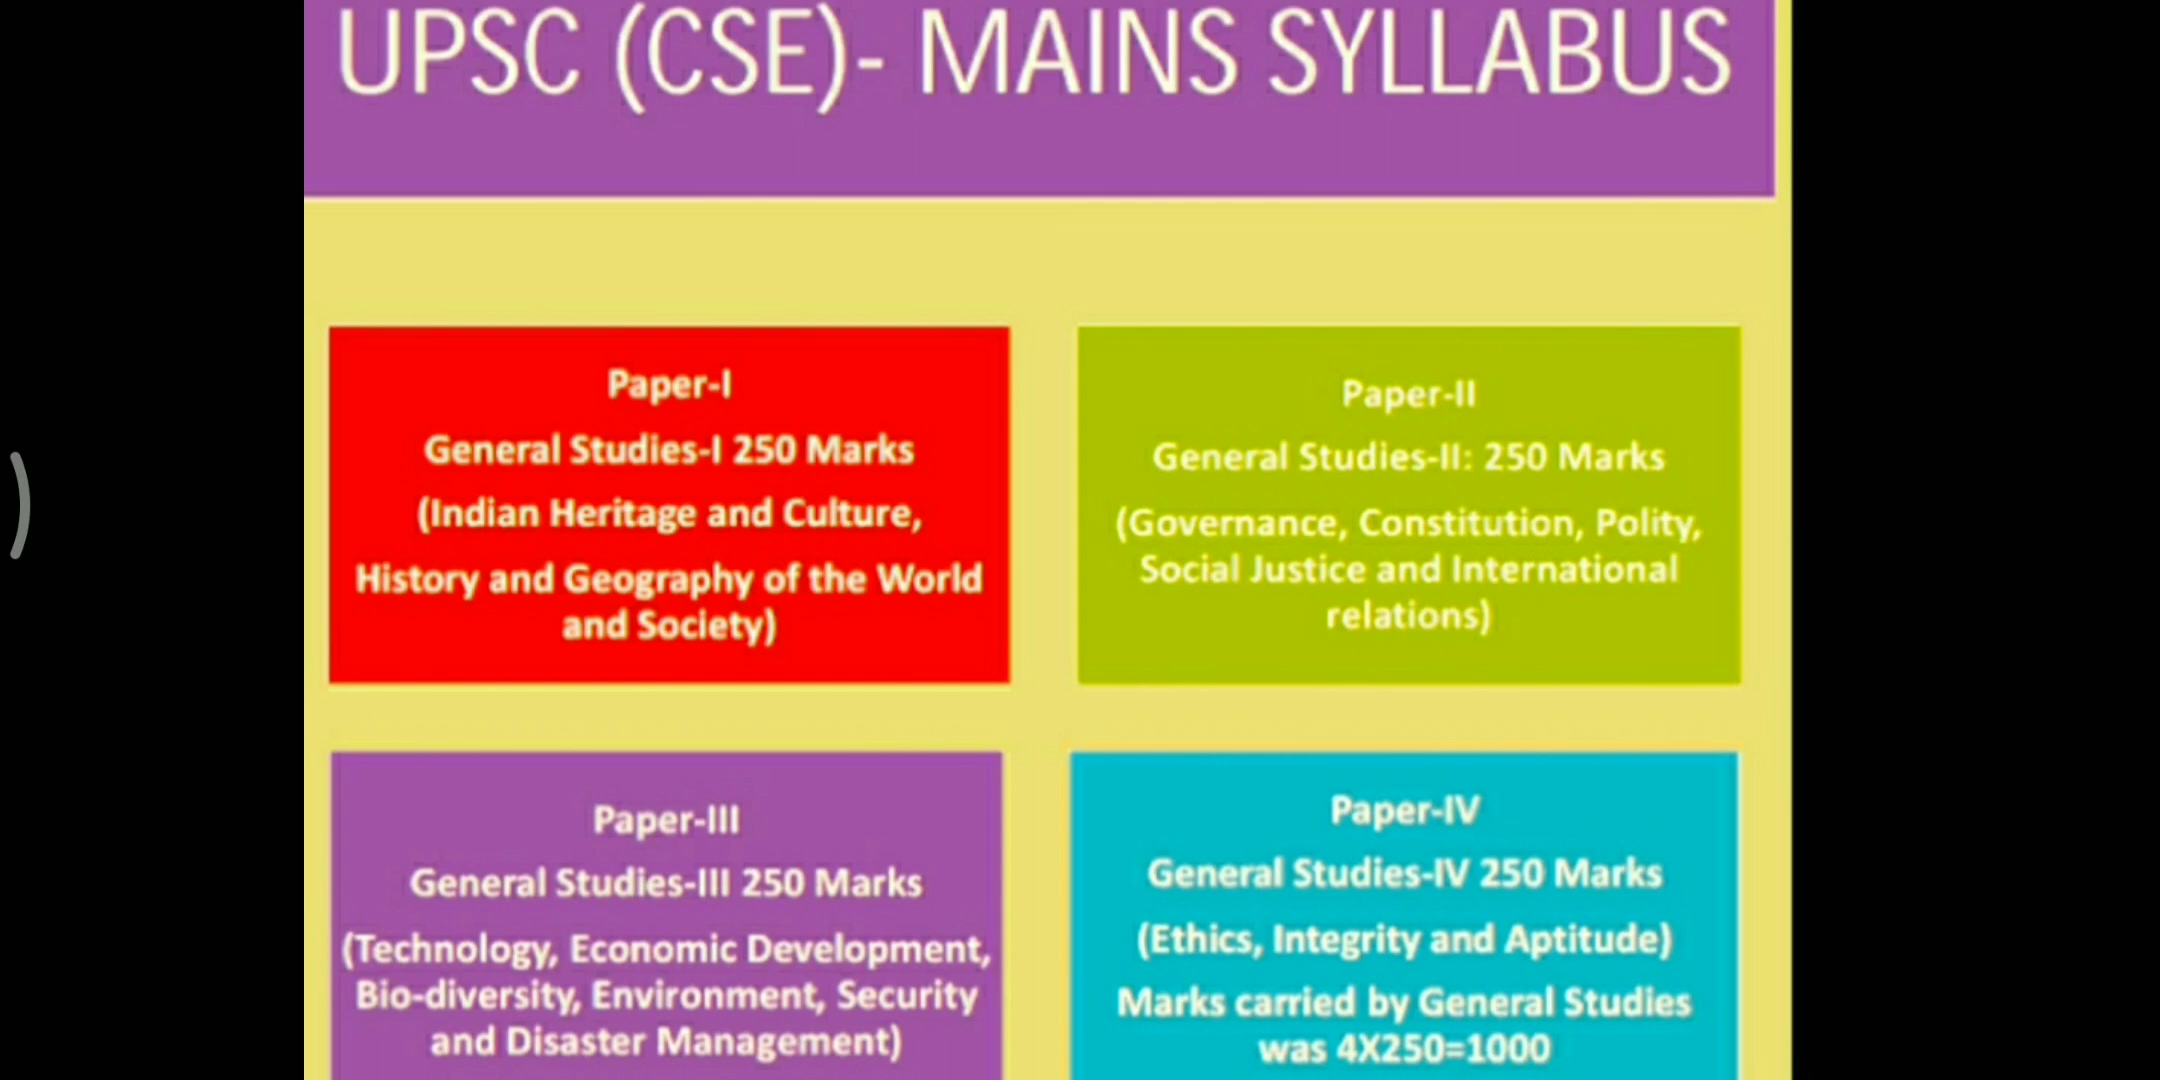 UPSC (CSE)- MAINS SYLLABUS
Paper-I
General Studies-I 250 Marks
(Indian Heritage and Culture,
History and Geography of the World
and Society)
Paper-II
General Studies-II: 250 Marks
(Governance, Constitution, Polity,
Social Justice and International
relations)
Paper-III
General Studies-III 250 Marks
(Technology, Economic Development,
Bio-diversity, Environment, Security
and Disaster Management)
Paper-IV
General Studies-IV 250 Marks
(Ethics, Integrity and Aptitude)
Marks carried by General Studies
was 4X250=1000